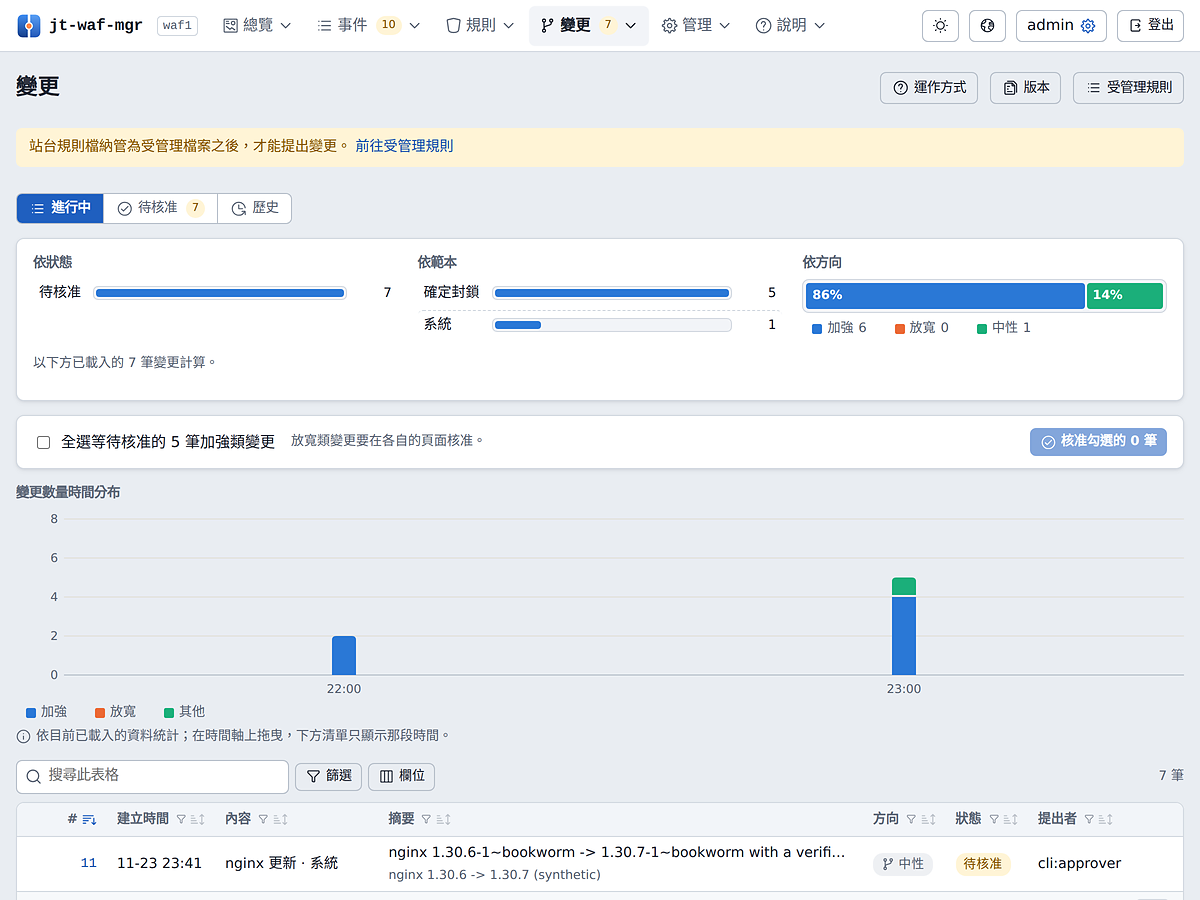 jt-waf-mgr waf1 總覽 事件 10 規則 變更 7 管理 說明 admin 登出
變更 運作方式 版本 受管理規則
站台規則檔納管為受管理檔案之後，才能提出變更。 前往受管理規則
進行中 待核准 7 歷史
依狀態 依範本 依方向
待核准 7 確定封鎖 5 86% 14%
系統 1 加強 6 放寬 0 中性 1
以下方已載入的 7 筆變更計算。
全選等待核准的 5 筆加強類變更 放寬類變更要在各自的頁面核准。 核准勾選的 0 筆
變更數量時間分布
8
6
4
2
0
22:00 23:00
加強 放寬 其他
依目前已載入的資料統計；在時間軸上拖曳，下方清單只顯示那段時間。
搜尋此表格 篩選 欄位 7 筆
# 建立時間 內容 摘要 方向 狀態 提出者
11 11-23 23:41 nginx 更新 · 系統 nginx 1.30.6-1~bookworm -> 1.30.7-1~bookworm with a verifi… 中性 待核准 cli:approver
nginx 1.30.6 -> 1.30.7 (synthetic)